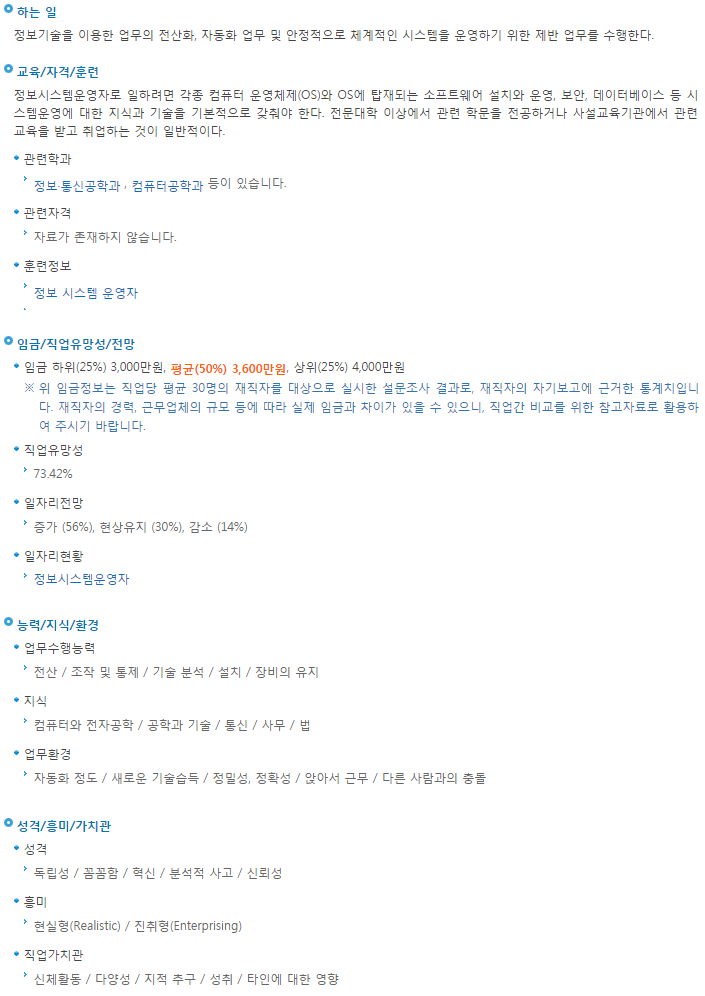 하는 일
정보기술을 이용한 업무의 전산화, 자동화 업무 및 안정적으로 체계적인 시스템을 운영하기 위한 제반 업무를 수행한다.
교육/자격/훈련
정보시스템운영자로 일하려면 각종 컴퓨터 운영체제(OS)와 OS에 탑재되는 소프트웨어 설치와 운영, 보안, 데이터베이스 등 시
스템운영에 대한 지식과 기술을 기본적으로 갖춰야 한다. 전문대학 이상에서 관련 학문을 전공하거나 사설교육기관에서 관련
교육을 받고 취업하는 것이 일반적이다.
관련학과
정보·통신공학과 , 컴퓨터공학과 등이 있습니다.
관련자격
자료가 존재하지 않습니다.
훈련정보
정보 시스템 운영자
임금/직업유망성/전망
임금 하위(25%) 3,000만원, 평균(50%) 3,600만원, 상위(25%) 4,000만원
※ 위 임금정보는 직업당 평균 30명의 재직자를 대상으로 실시한 설문조사 결과로, 재직자의 자기보고에 근거한 통계치입니
다. 재직자의 경력, 근무업체의 규모 등에 따라 실제 임금과 차이가 있을 수 있으니, 직업간 비교를 위한 참고자료로 활용하
여 주시기 바랍니다.
직업유망성
73.42%
일자리전망
증가 (56%), 현상유지 (30%), 감소 (14%)
일자리현황
정보시스템운영자
능력/지식/환경
업무수행능력
전산 / 조작 및 통제 / 기술 분석 / 설치 / 장비의 유지
지식
컴퓨터와 전자공학 / 공학과 기술 / 통신 / 사무 / 법
업무환경
자동화 정도 / 새로운 기술습득 / 정밀성, 정확성 / 앉아서 근무 / 다른 사람과의 충돌
성격/흥미/가치관
성격
독립성 / 꼼꼼함 / 혁신 / 분석적 사고 / 신뢰성
흥미
현실형(Realistic) / 진취형(Enterprising)
직업가치관
신체활동 / 다양성 / 지적 추구 / 성취 / 타인에 대한 영향